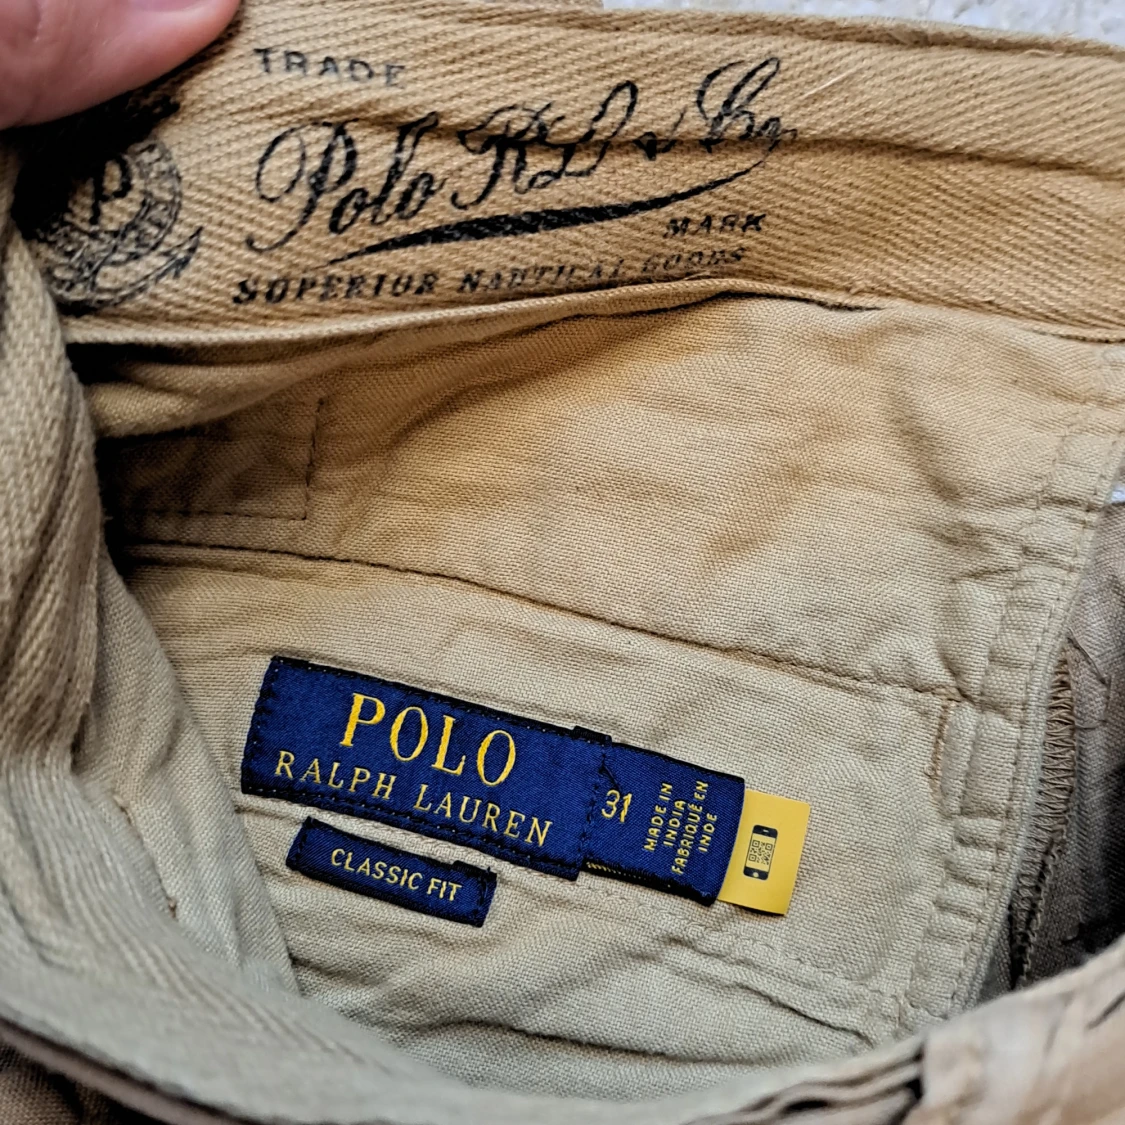 TRADE
Polo RL & Co.
MARK
SUPERIOR NAUTICAL GOODS
P
POLO
RALPH LAUREN
31
MADE IN
INDIA
FABRIQUÉ EN
INDE
CLASSIC FIT